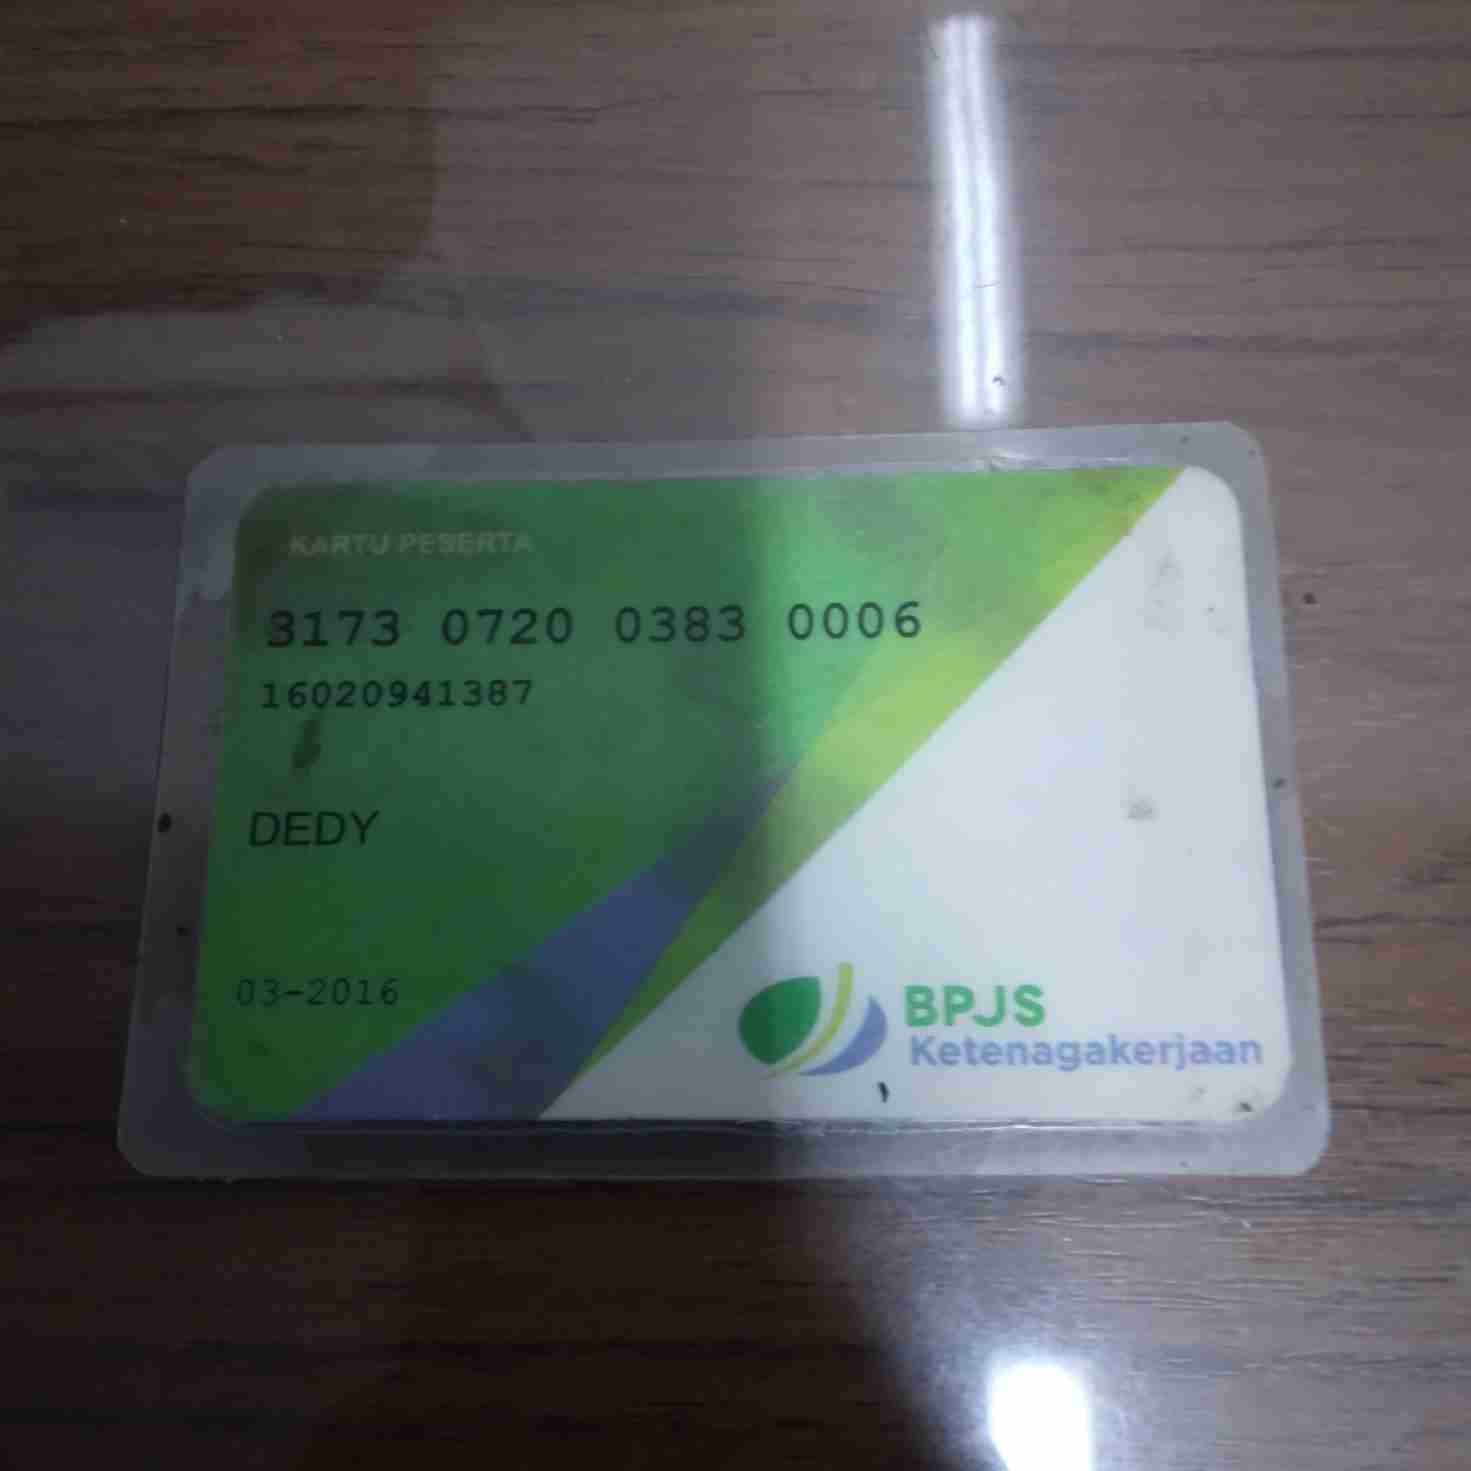 KARTU PESERTA
3173 0720 0383 0006
16020941387
DEDY
03-2016
BPJS
Ketenagakerjaan